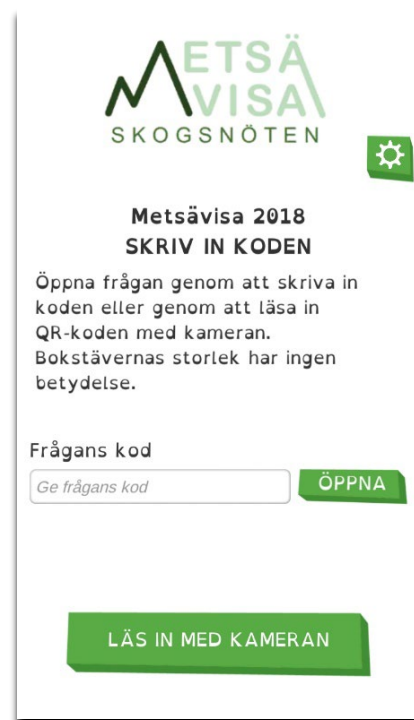 METSÄ
VISA
SKOGSNÖTEN
Metsävisa 2018
SKRIV IN KODEN
Öppna frågan genom att skriva in
koden eller genom att läsa in
QR-koden med kameran.
Bokstävernas storlek har ingen
betydelse.
Frågans kod
Ge frågans kod
ÖPPNA
LÄS IN MED KAMERAN